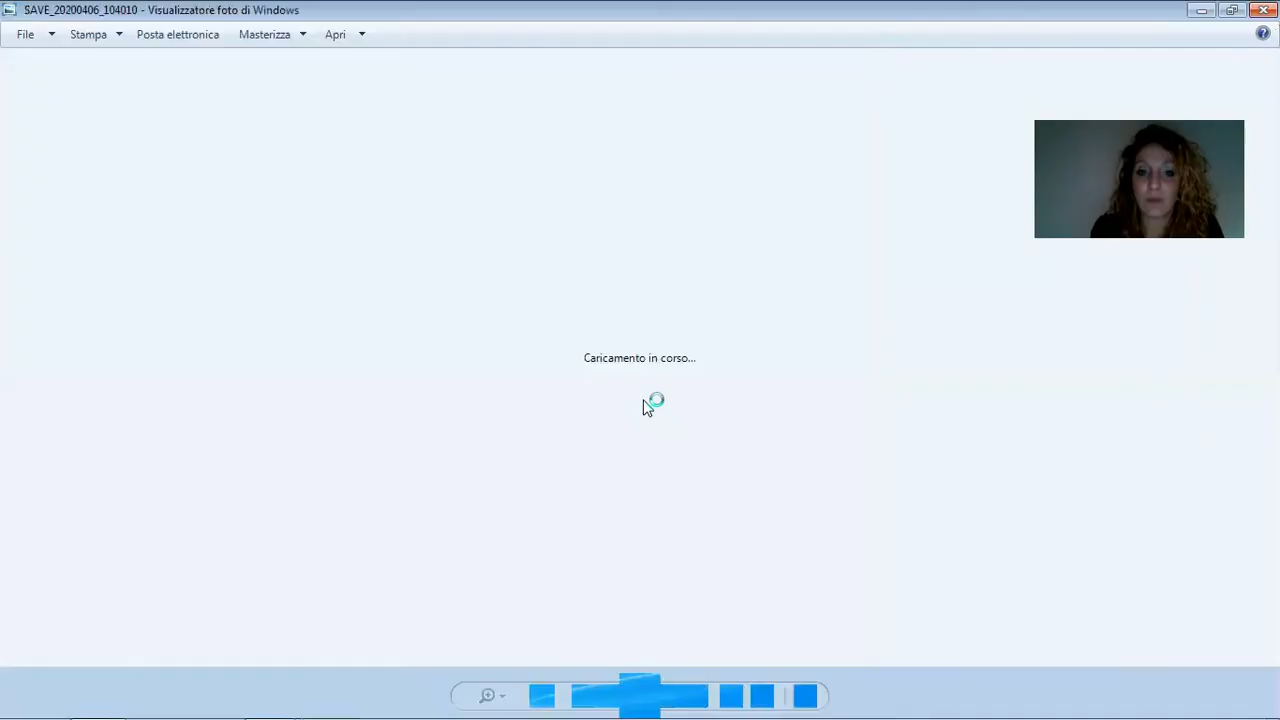 SAVE_20200406_104010 - Visualizzatore foto di Windows
File Stampa Posta elettronica Masterizza Apri
Caricamento in corso...